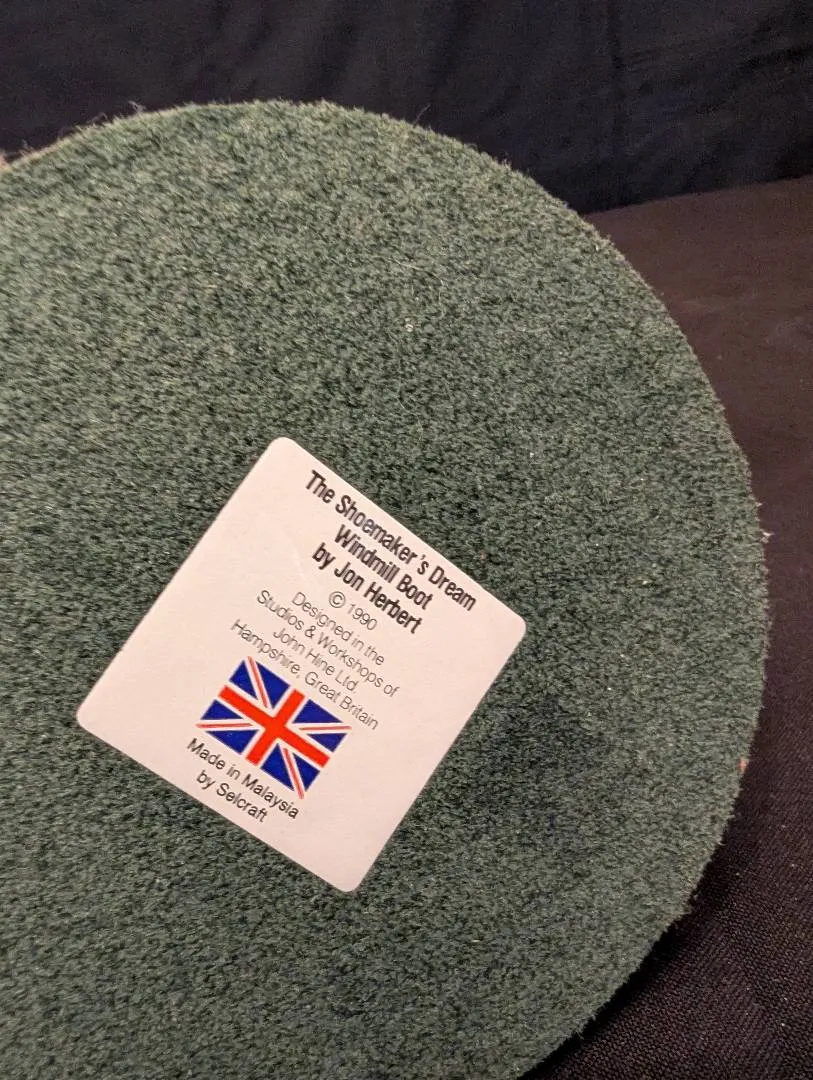 The Shoemaker's Dream
Windmill Boot
by Jon Herbert
© 1990
Designed in the
Studios & Workshops of
John Hine Ltd.
Hampshire, Great Britain
Made in Malaysia
by Selcraft